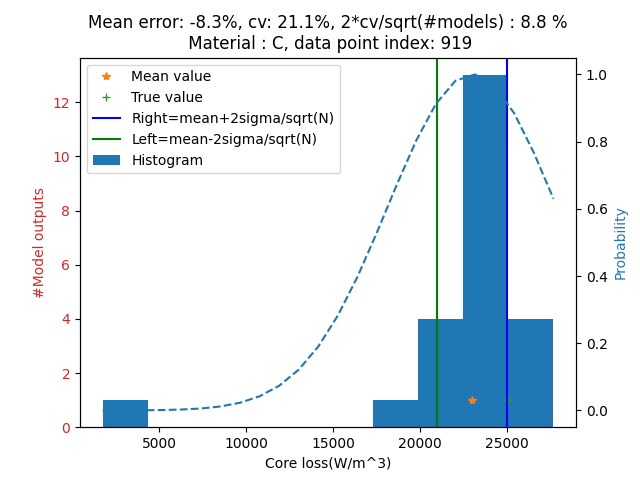 Mean error: -8.3%, cv: 21.1%, 2*cv/sqrt(#models) : 8.8 %
Material : C, data point index: 919
Mean value
True value
Right=mean+2sigma/sqrt(N)
Left=mean-2sigma/sqrt(N)
Histogram
#Model outputs
12
10
8
6
4
2
0
1.0
0.8
0.6
0.4
0.2
0.0
Probability
5000 10000 15000 20000 25000
Core loss(W/m^3)